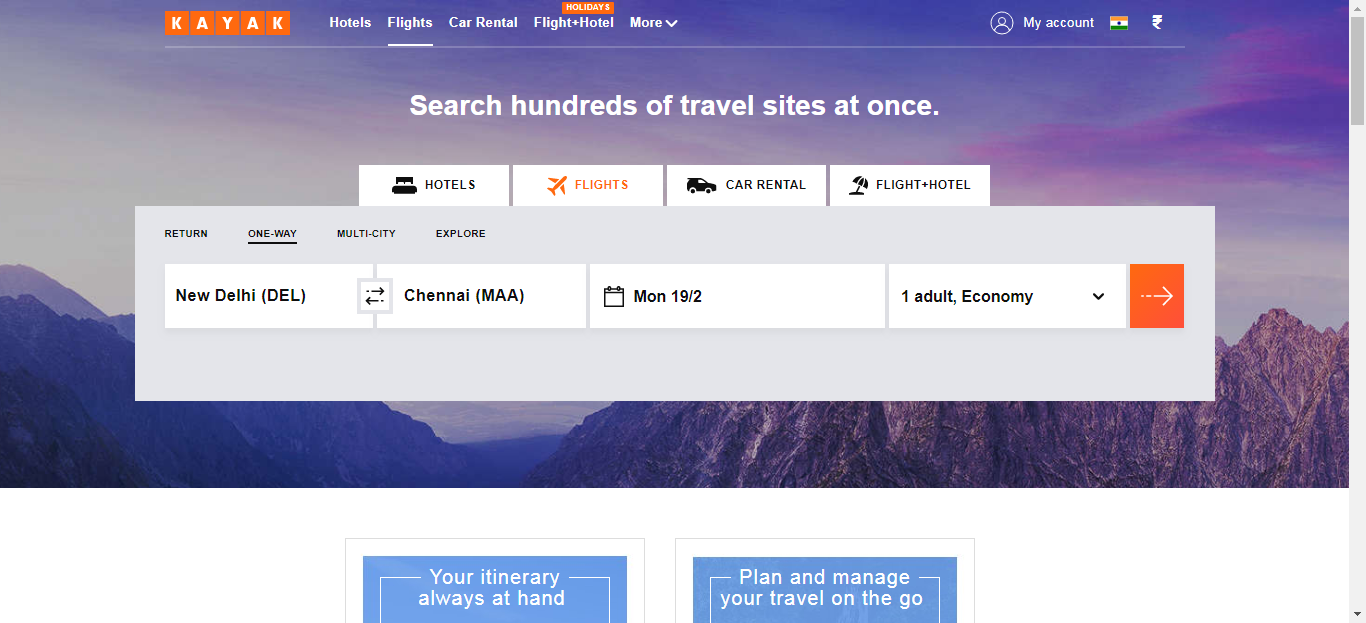 KAYAK
Hotels Flights Car Rental Flight+Hotel More
HOLIDAYS
My account ₹
Search hundreds of travel sites at once.
HOTELS FLIGHTS CAR RENTAL FLIGHT+HOTEL
RETURN ONE-WAY MULTI-CITY EXPLORE
New Delhi (DEL) Chennai (MAA) Mon 19/2 1 adult, Economy
Your itinerary
always at hand
Plan and manage
your travel on the go